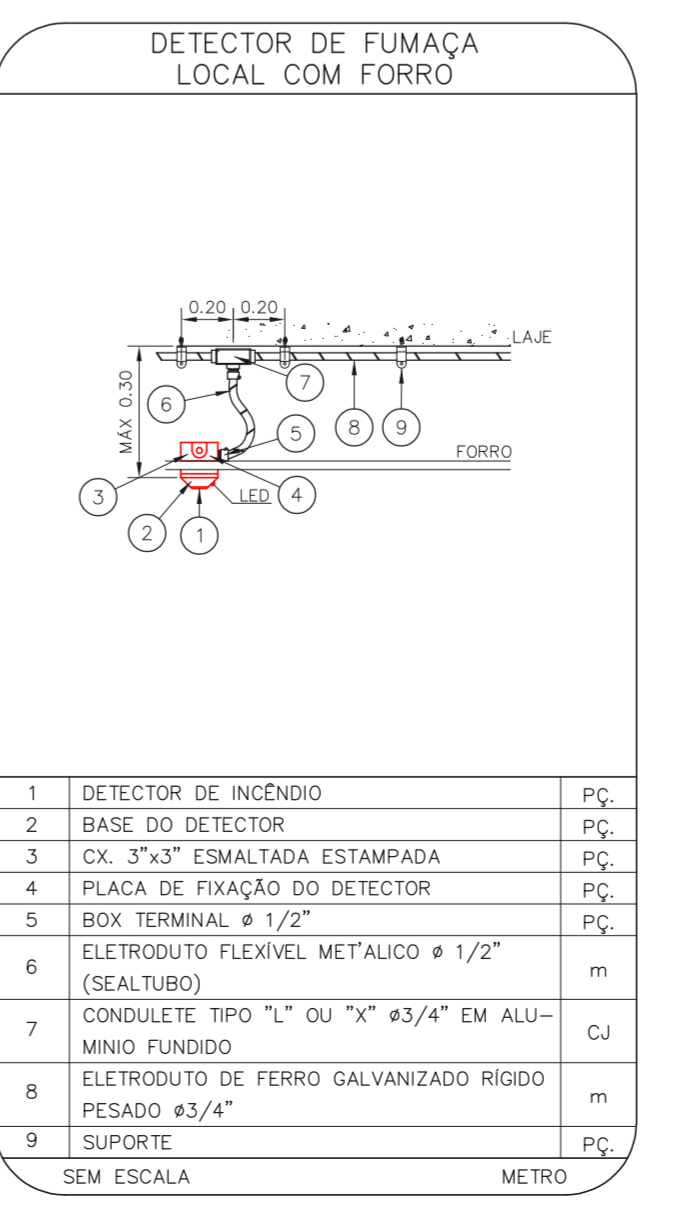 DETECTOR DE FUMAÇA
LOCAL COM FORRO
0.20 0.20
LAJE
MÁX 0.30
7
6
5
8
9
FORRO
3
LED
4
2
1
1 DETECTOR DE INCÊNDIO PÇ.
2 BASE DO DETECTOR PÇ.
3 CX. 3"x3" ESMALTADA ESTAMPADA PÇ.
4 PLACA DE FIXAÇÃO DO DETECTOR PÇ.
5 BOX TERMINAL ø 1/2" PÇ.
6 ELETRODUTO FLEXÍVEL MET'ALICO ø 1/2"
(SEALTUBO) m
7 CONDULETE TIPO "L" OU "X" ø3/4" EM ALU-
MINIO FUNDIDO CJ
8 ELETRODUTO DE FERRO GALVANIZADO RÍGIDO
PESADO ø3/4" m
9 SUPORTE PÇ.
SEM ESCALA METRO